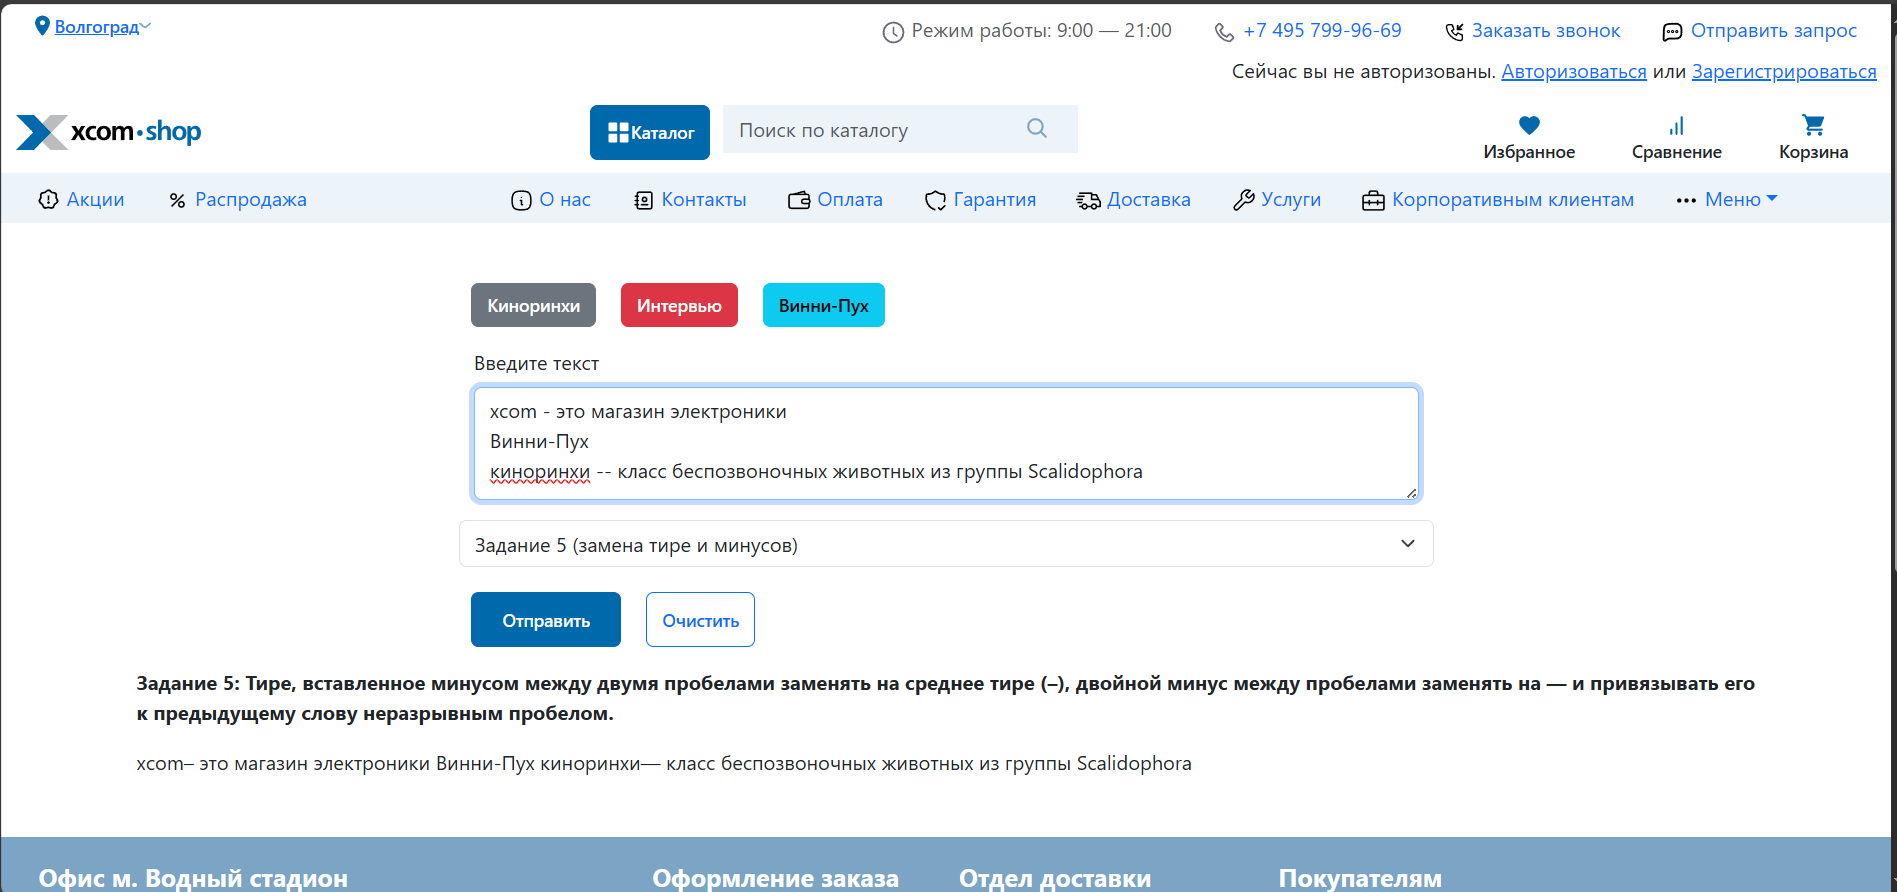 Волгоград
Режим работы: 9:00 — 21:00
+7 495 799-96-69
Заказать звонок
Отправить запрос
Сейчас вы не авторизованы. Авторизоваться или Зарегистрироваться
xcom·shop
Каталог
Поиск по каталогу
Избранное
Сравнение
Корзина
Акции
Распродажа
О нас
Контакты
Оплата
Гарантия
Доставка
Услуги
Корпоративным клиентам
Меню
Киноринхи
Интервью
Винни-Пух
Введите текст
xcom - это магазин электроники
Винни-Пух
киноринхи -- класс беспозвоночных животных из группы Scalidophora
Задание 5 (замена тире и минусов)
Отправить
Очистить
Задание 5: Тире, вставленное минусом между двумя пробелами заменять на среднее тире (–), двойной минус между пробелами заменять на — и привязывать его
к предыдущему слову неразрывным пробелом.
xcom– это магазин электроники Винни-Пух киноринхи— класс беспозвоночных животных из группы Scalidophora
Офис м. Водный стадион
Оформление заказа
Отдел доставки
Покупателям